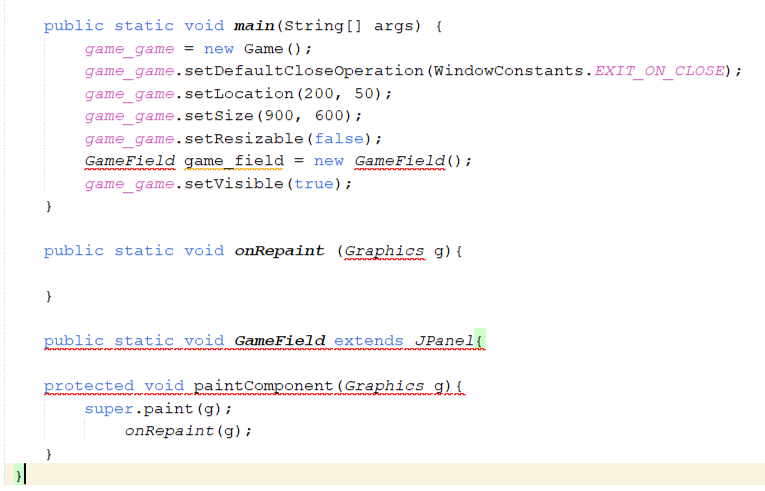 public static void main(String[] args) {
game_game = new Game();
game_game.setDefaultCloseOperation(WindowConstants.EXIT_ON_CLOSE);
game_game.setLocation(200, 50);
game_game.setSize(900, 600);
game_game.setResizable(false);
GameField game_field = new GameField();
game_game.setVisible(true);
}
public static void onRepaint (Graphics g){
}
public static void GameField extends JPanel{
protected void paintComponent(Graphics g){
super.paint(g);
onRepaint(g);
}
}